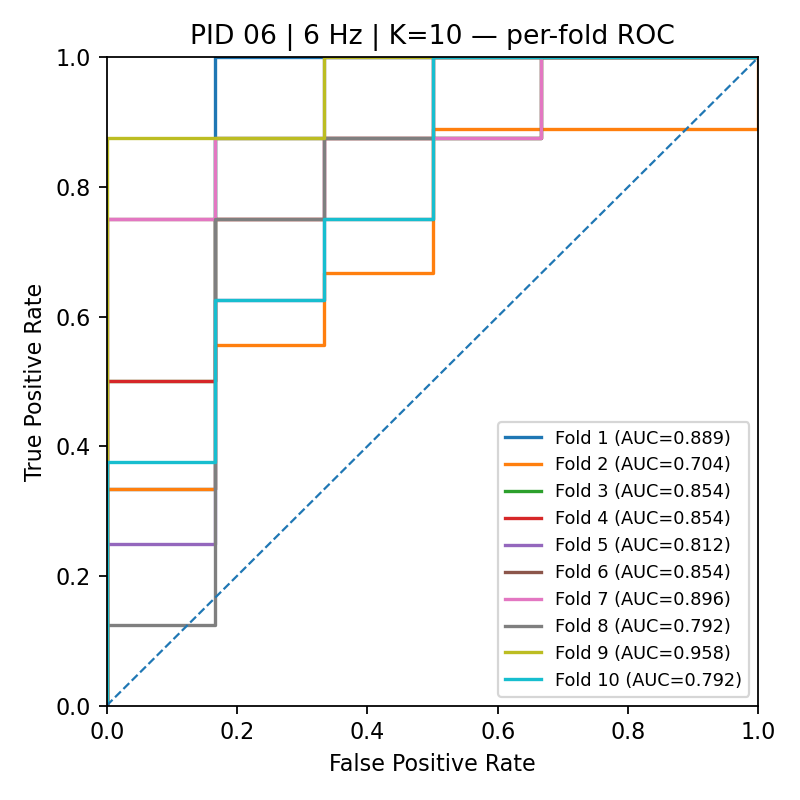 PID 06 | 6 Hz | K=10 — per-fold ROC
1.0
0.8
0.6
0.4
0.2
0.0
True Positive Rate
Fold 1 (AUC=0.889)
Fold 2 (AUC=0.704)
Fold 3 (AUC=0.854)
Fold 4 (AUC=0.854)
Fold 5 (AUC=0.812)
Fold 6 (AUC=0.854)
Fold 7 (AUC=0.896)
Fold 8 (AUC=0.792)
Fold 9 (AUC=0.958)
Fold 10 (AUC=0.792)
0.0 0.2 0.4 0.6 0.8 1.0
False Positive Rate